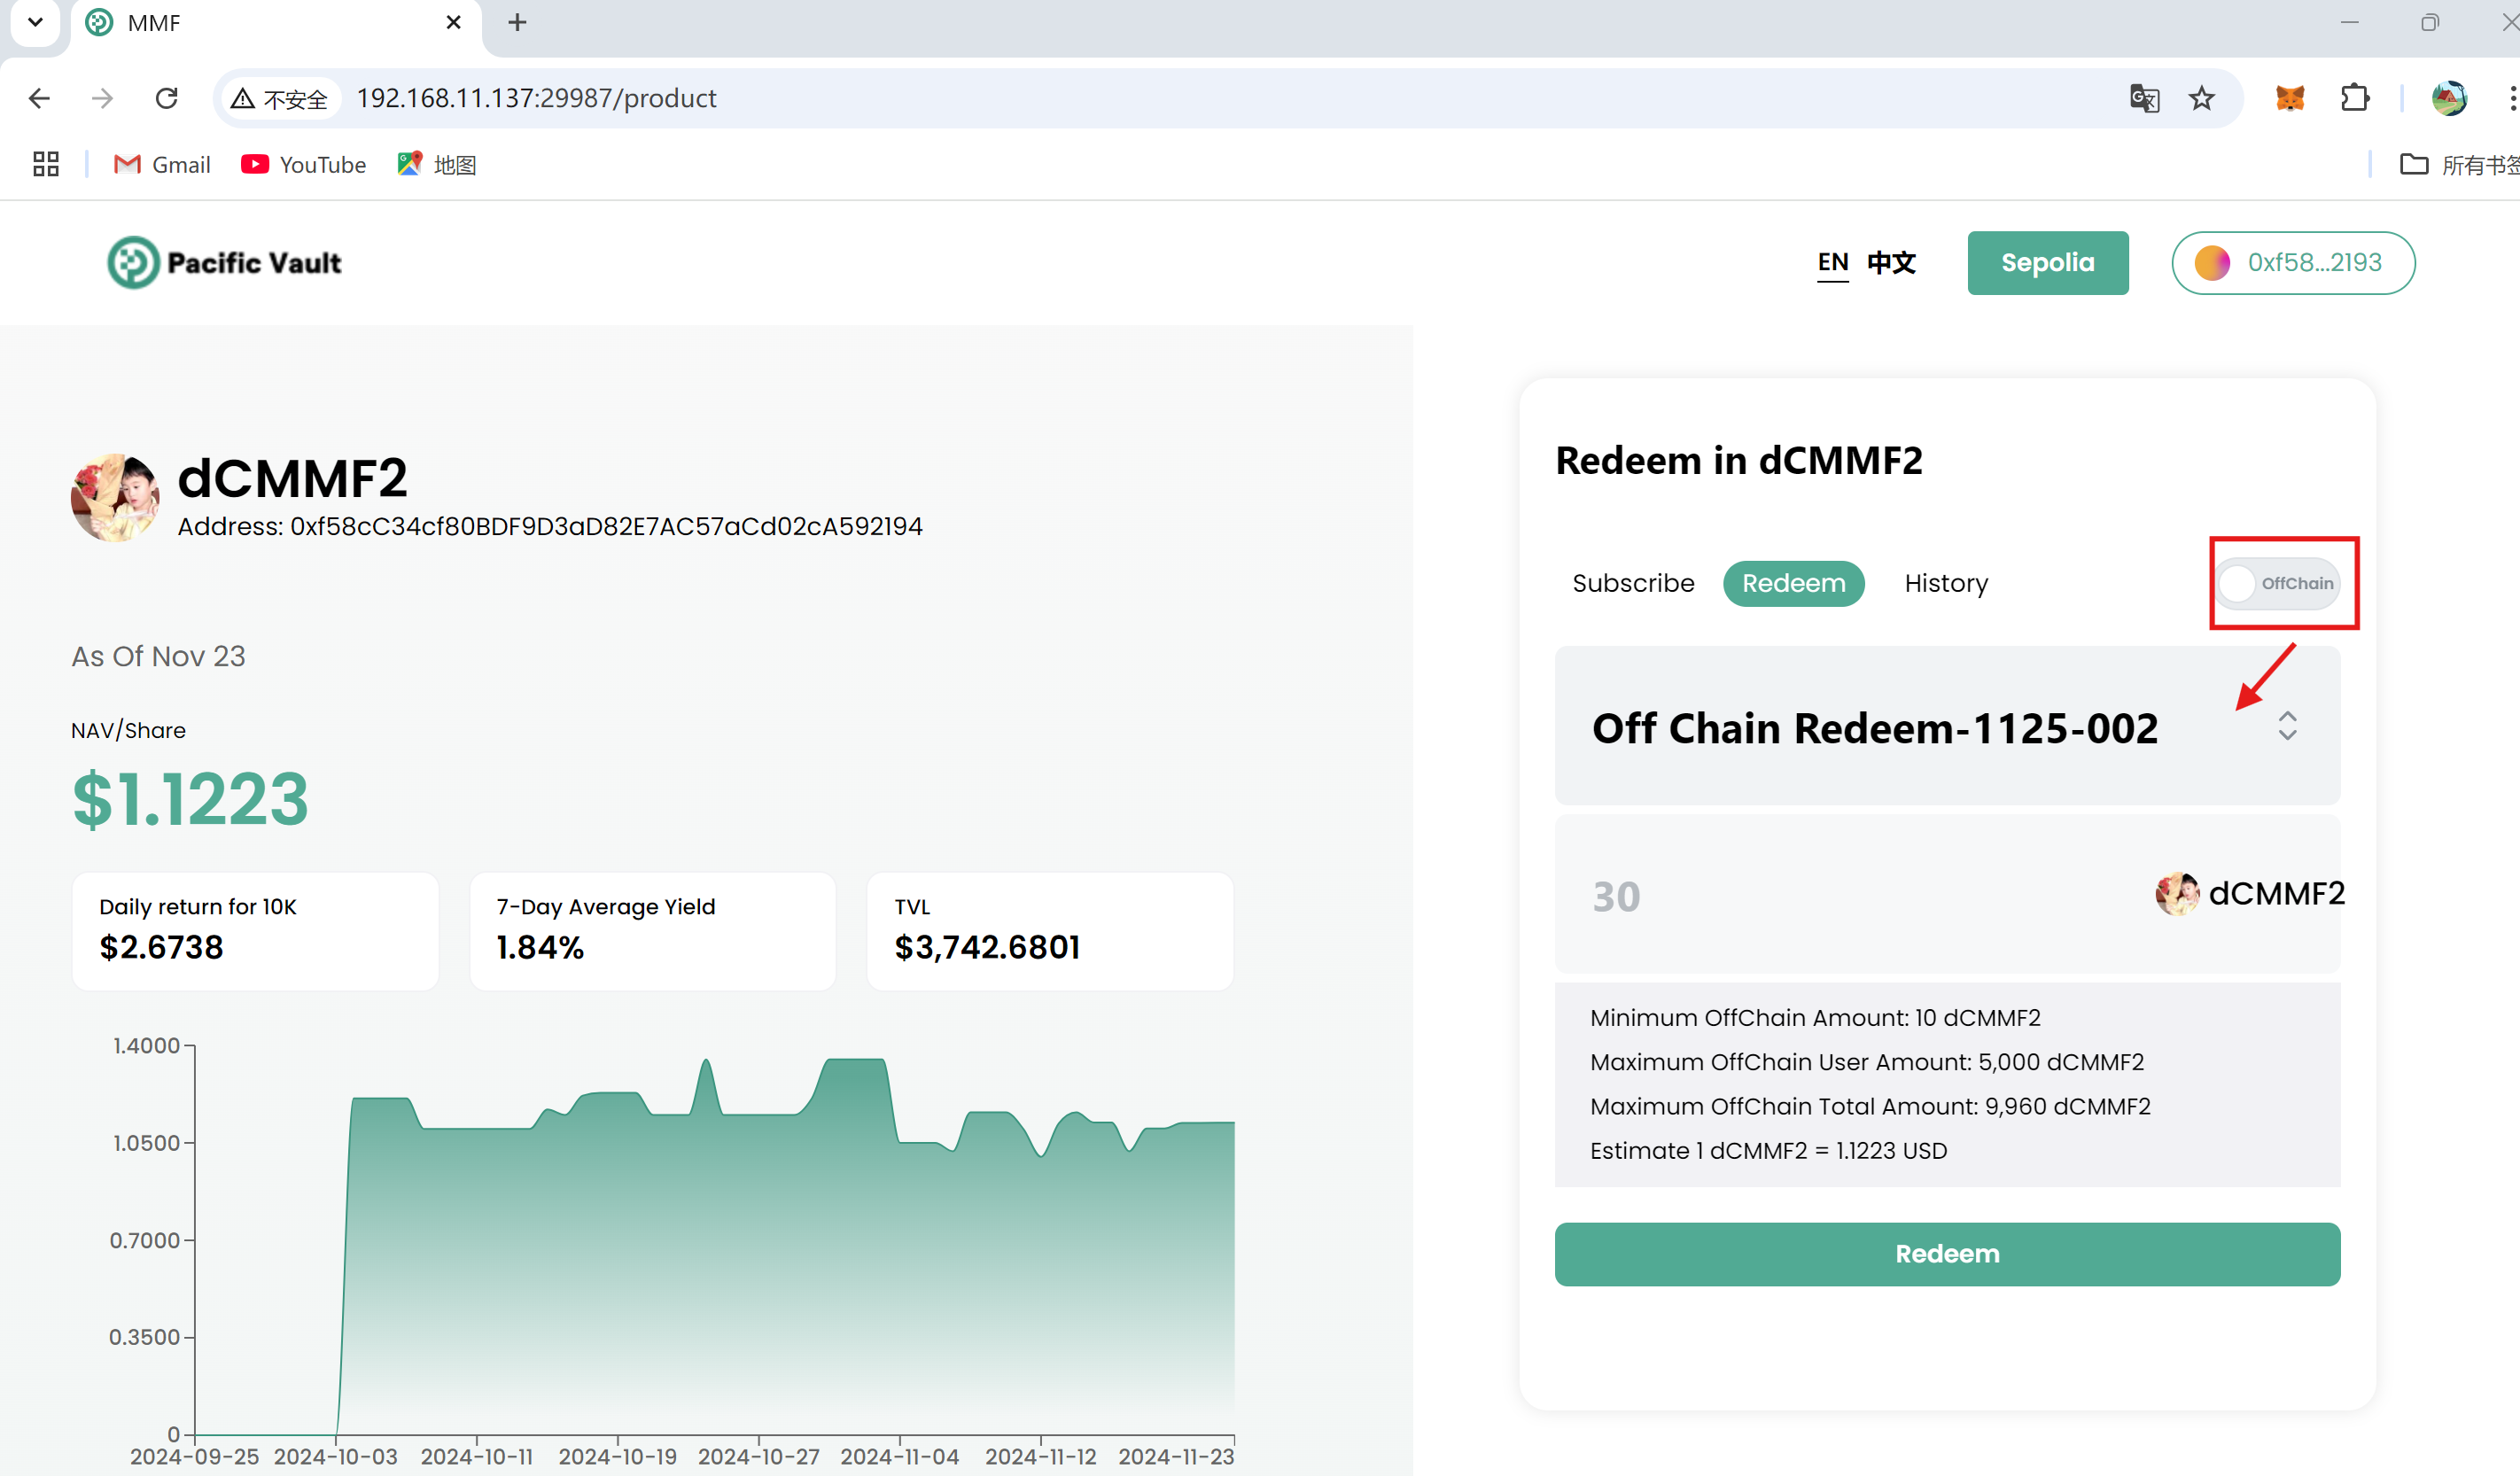 MMF
不安全
192.168.11.137:29987/product
Gmail
YouTube
地图
所有书签
Pacific Vault
EN
中文
Sepolia
0xf58...2193
dCMMF2
Address: 0xf58cC34cf80BDF9D3aD82E7AC57aCd02cA592194
As Of Nov 23
NAV/Share
$1.1223
Daily return for 10K
$2.6738
7-Day Average Yield
1.84%
TVL
$3,742.6801
1.4000
1.0500
0.7000
0.3500
0
2024-09-25
2024-10-03
2024-10-11
2024-10-19
2024-10-27
2024-11-04
2024-11-12
2024-11-23
Redeem in dCMMF2
Subscribe
Redeem
History
OffChain
Off Chain Redeem-1125-002
30
dCMMF2
Minimum OffChain Amount: 10 dCMMF2
Maximum OffChain User Amount: 5,000 dCMMF2
Maximum OffChain Total Amount: 9,960 dCMMF2
Estimate 1 dCMMF2 = 1.1223 USD
Redeem